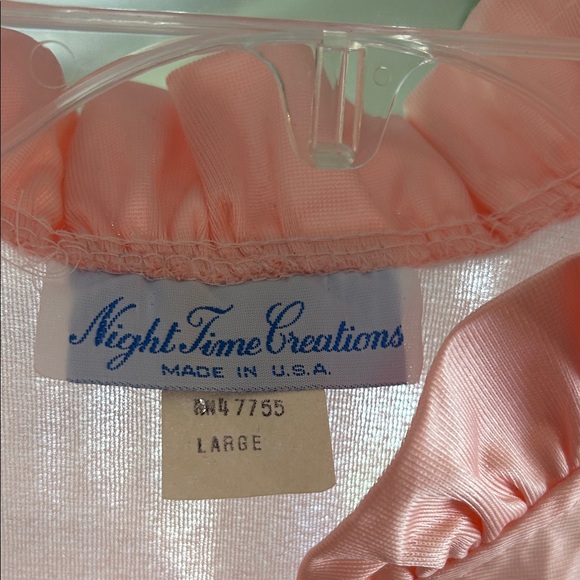 Night Time Creations
MADE IN U.S.A.
RN47755
LARGE